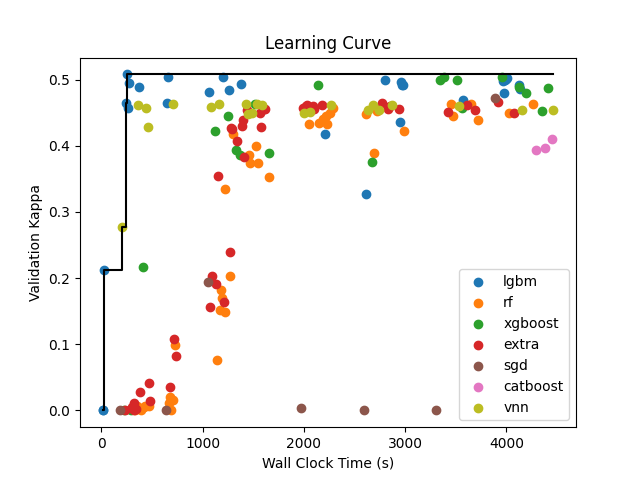 Learning Curve
Validation Kappa
0.5
0.4
0.3
0.2
0.1
0.0
0 1000 2000 3000 4000
Wall Clock Time (s)
lgbm
rf
xgboost
extra
sgd
catboost
vnn